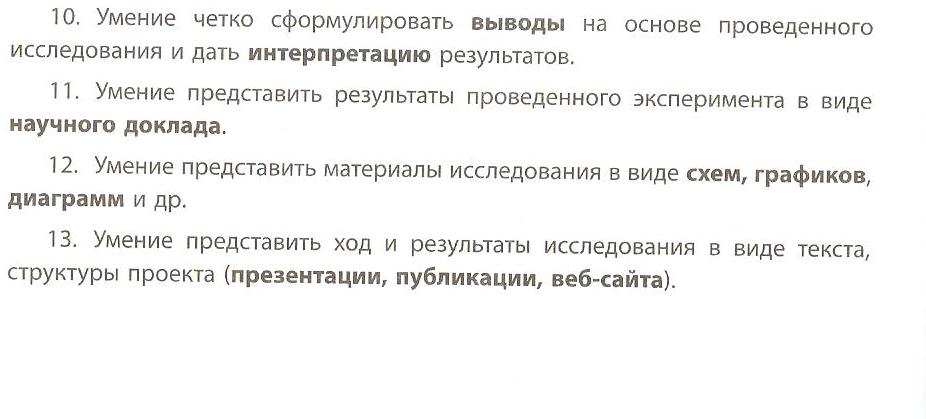 10. Умение четко сформулировать выводы на основе проведенного
исследования и дать интерпретацию результатов.
11. Умение представить результаты проведенного эксперимента в виде
научного доклада.
12. Умение представить материалы исследования в виде схем, графиков,
диаграмм и др.
13. Умение представить ход и результаты исследования в виде текста,
структуры проекта (презентации, публикации, веб-сайта).